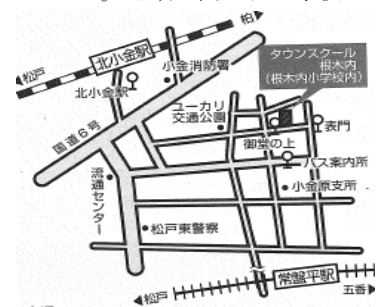 柏
北小金駅
松戸
小金消防署
北小金駅
タウンスクール
根木内
(根木内小学校内)
ユーカリ
交通公園
国道6号
表門
御堂の上
バス案内所
流通センター
小金原支所
松戸東警察
常盤平駅
松戸
五香